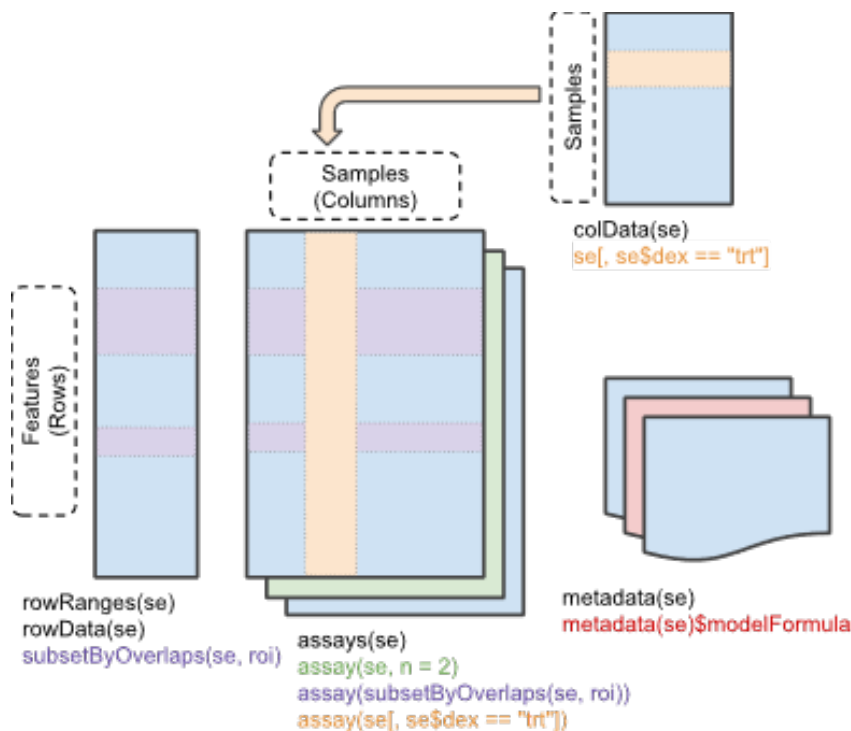 Samples
Samples
(Columns)
colData(se)
se[, se$dex == "trt"]
Features
(Rows)
rowRanges(se)
rowData(se)
subsetByOverlaps(se, roi)
assays(se)
assay(se, n = 2)
assay(subsetByOverlaps(se, roi))
assay(se[, se$dex == "trt"])
metadata(se)
metadata(se)$modelFormula